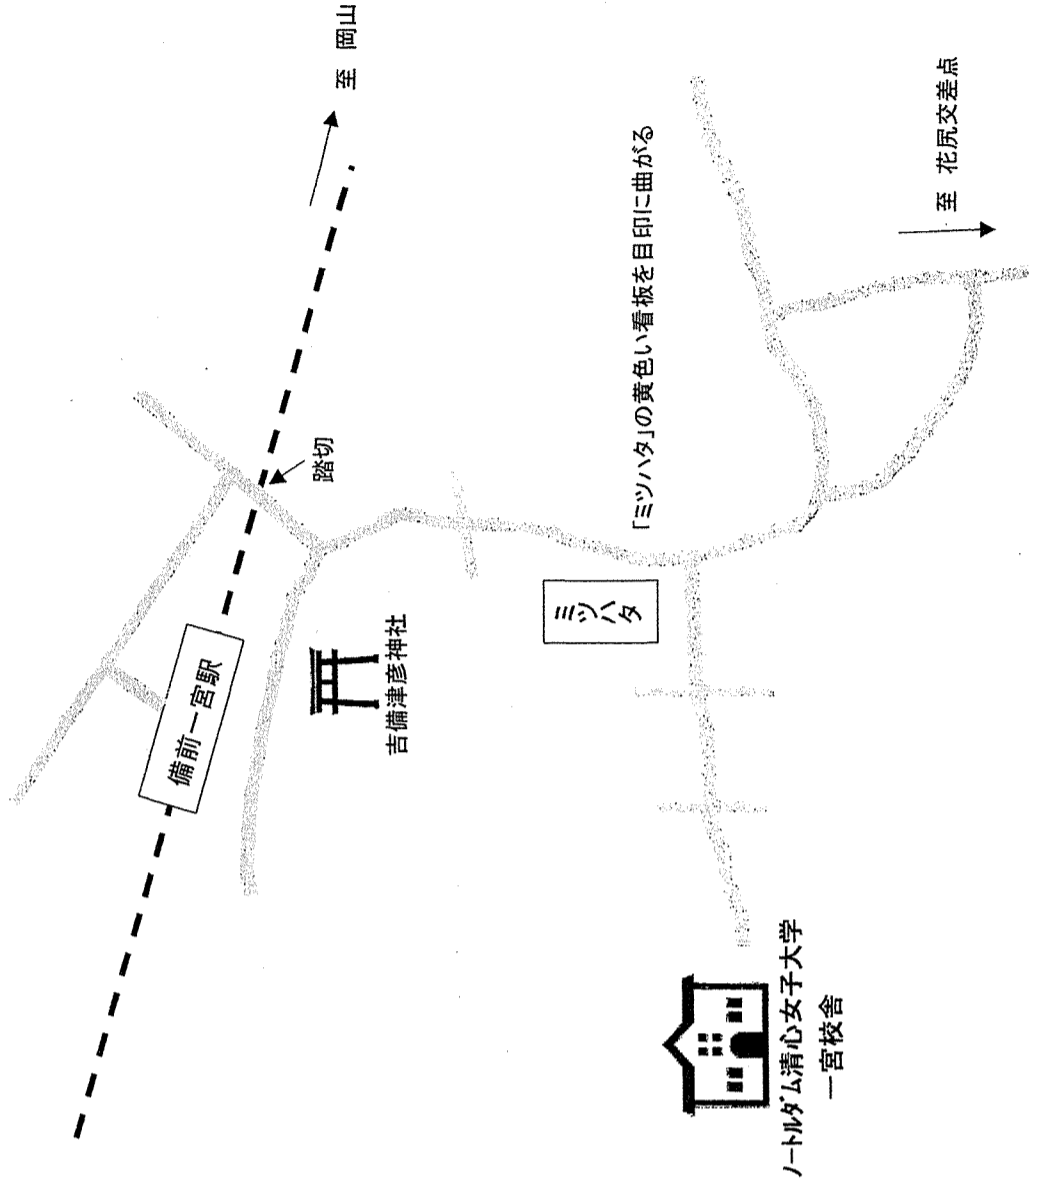 至 岡山
備前一宮駅
踏切
吉備津彦神社
「ミツハタ」の黄色い看板を目印に曲がる
ミツ
ハタ
至 花尻交差点
ノートルダム清心女子大学
一宮校舎